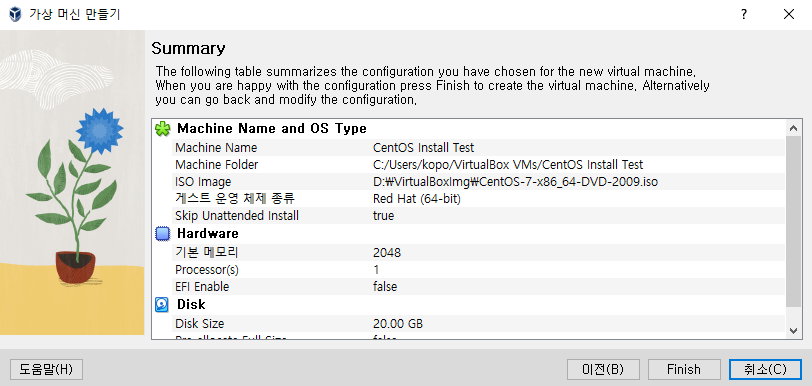 가상 머신 만들기
Summary
The following table summarizes the configuration you have chosen for the new virtual machine.
When you are happy with the configuration press Finish to create the virtual machine. Alternatively
you can go back and modify the configuration.
Machine Name and OS Type
Machine Name CentOS Install Test
Machine Folder C:/Users/kopo/VirtualBox VMs/CentOS Install Test
ISO Image D:₩VirtualBoxImg₩CentOS-7-x86_64-DVD-2009.iso
게스트 운영 체제 종류 Red Hat (64-bit)
Skip Unattended Install true
Hardware
기본 메모리 2048
Processor(s) 1
EFI Enable false
Disk
Disk Size 20.00 GB
Pre-allocate Full Size false
도움말(H) 이전(B) Finish 취소(C)